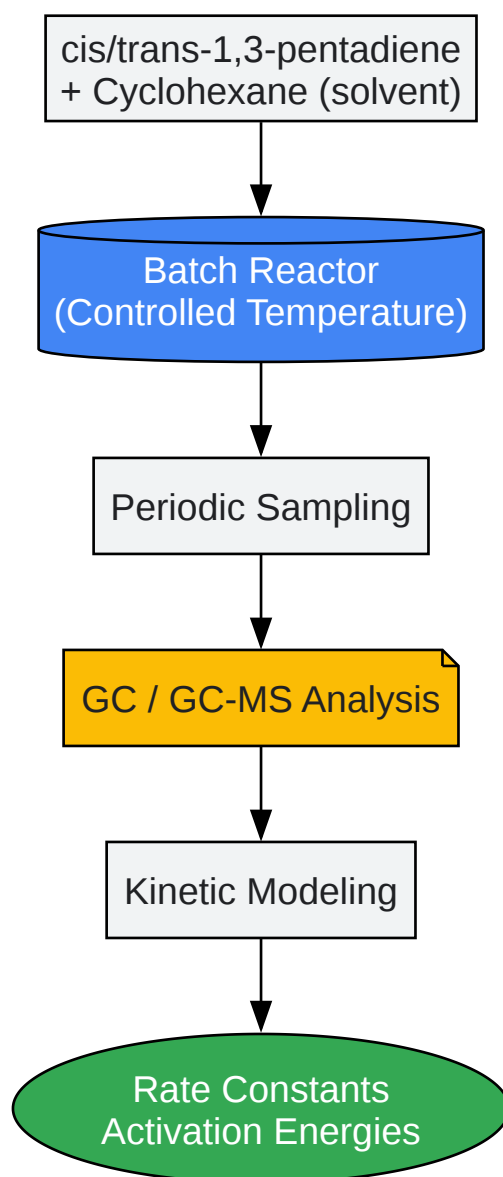 cis/trans-1,3-pentadiene
+ Cyclohexane (solvent)
Batch Reactor
(Controlled Temperature)
Periodic Sampling
GC / GC-MS Analysis
Kinetic Modeling
Rate Constants
Activation Energies